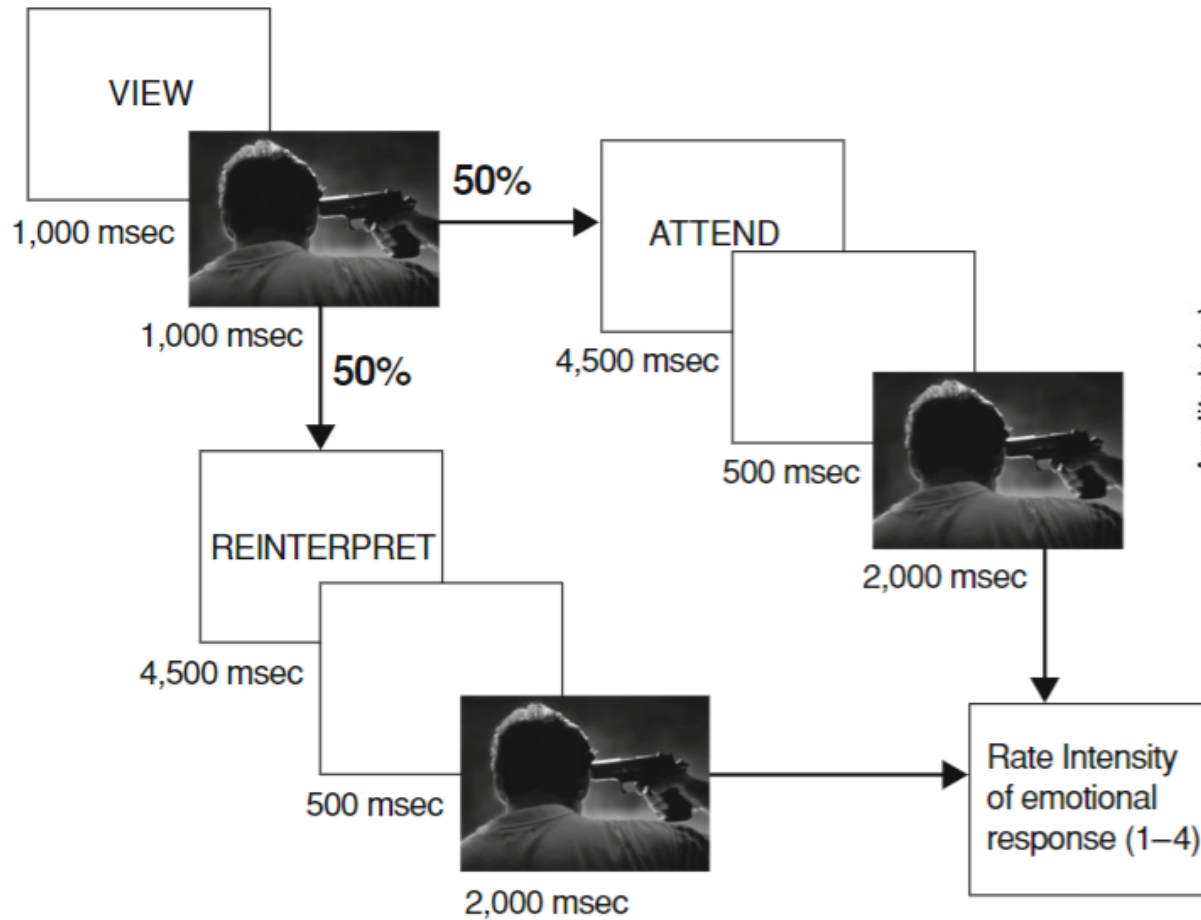 VIEW
1,000 msec
1,000 msec
50%
ATTEND
4,500 msec
500 msec
2,000 msec
50%
REINTERPRET
4,500 msec
500 msec
2,000 msec
Rate Intensity
of emotional
response (1–4)